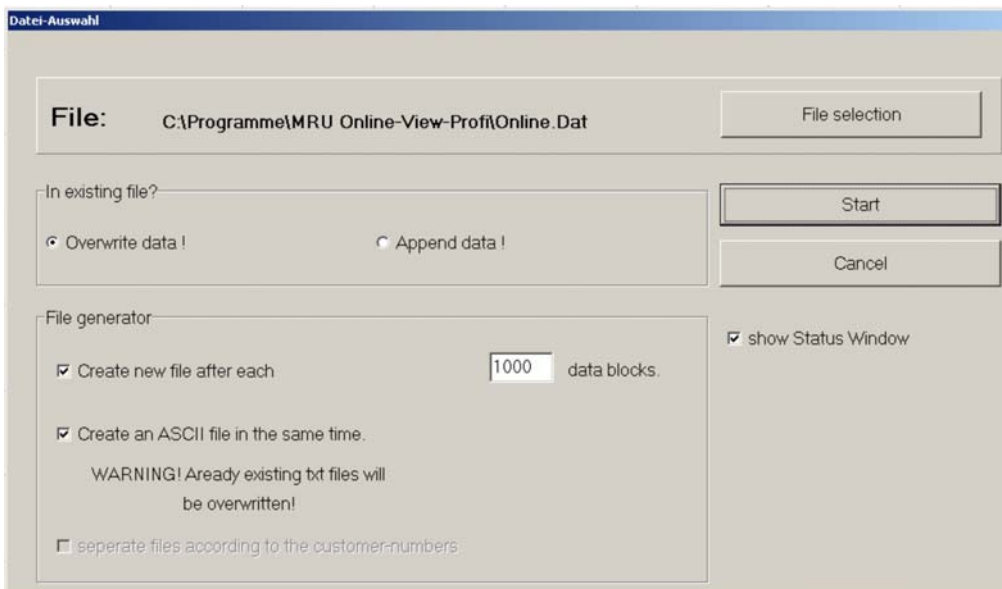 Datei-Auswahl
File: C:\Programme\MRU Online-View-Profi\Online.Dat
File selection
In existing file?
Overwrite data !
Append data !
Start
Cancel
File generator
show Status Window
Create new file after each 1000 data blocks.
Create an ASCII file in the same time.
WARNING! Aready existing txt files will
be overwritten!
seperate files according to the customer-numbers